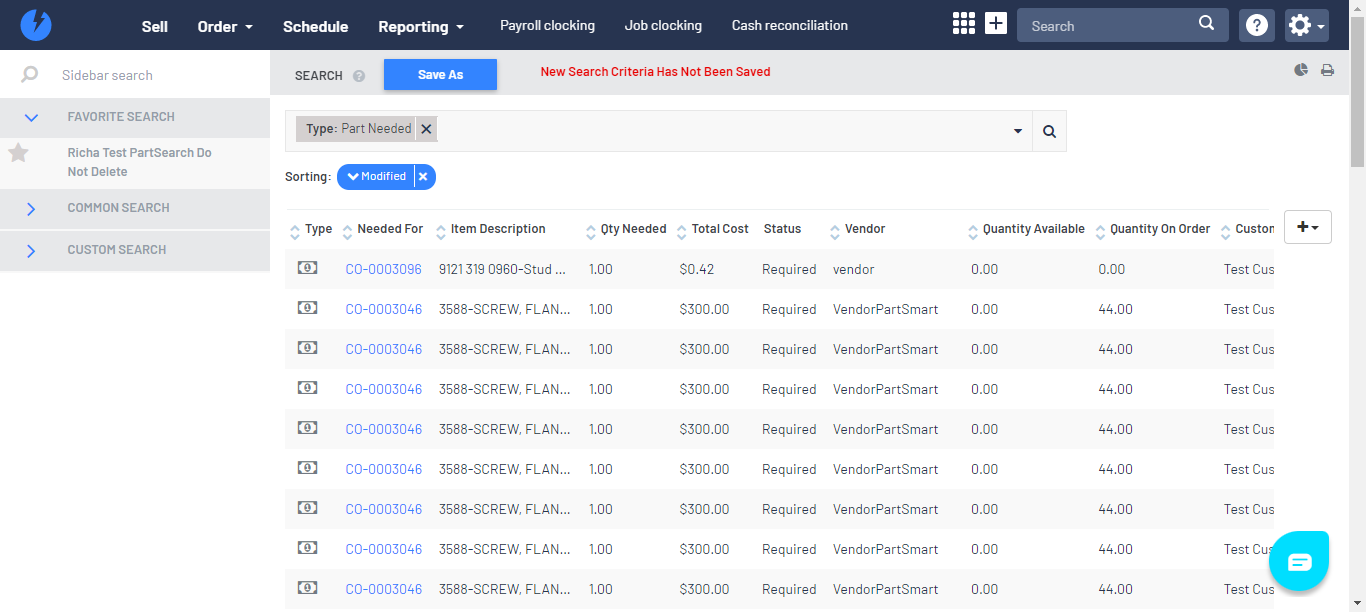 Sell Order Schedule Reporting Payroll clocking Job clocking Cash reconciliation Search
Sidebar search SEARCH Save As New Search Criteria Has Not Been Saved
FAVORITE SEARCH
Richa Test PartSearch Do
Not Delete
COMMON SEARCH
CUSTOM SEARCH
Type: Part Needed
Sorting: Modified
Type Needed For Item Description Qty Needed Total Cost Status Vendor Quantity Available Quantity On Order Custon
CO-0003096 9121 319 0960-Stud ... 1.00 $0.42 Required vendor 0.00 0.00 Test Cus
CO-0003046 3588-SCREW, FLAN... 1.00 $300.00 Required VendorPartSmart 0.00 44.00 Test Cus
CO-0003046 3588-SCREW, FLAN... 1.00 $300.00 Required VendorPartSmart 0.00 44.00 Test Cus
CO-0003046 3588-SCREW, FLAN... 1.00 $300.00 Required VendorPartSmart 0.00 44.00 Test Cus
CO-0003046 3588-SCREW, FLAN... 1.00 $300.00 Required VendorPartSmart 0.00 44.00 Test Cus
CO-0003046 3588-SCREW, FLAN... 1.00 $300.00 Required VendorPartSmart 0.00 44.00 Test Cus
CO-0003046 3588-SCREW, FLAN... 1.00 $300.00 Required VendorPartSmart 0.00 44.00 Test Cus
CO-0003046 3588-SCREW, FLAN... 1.00 $300.00 Required VendorPartSmart 0.00 44.00 Test Cus
CO-0003046 3588-SCREW, FLAN... 1.00 $300.00 Required VendorPartSmart 0.00 44.00 Test Cus